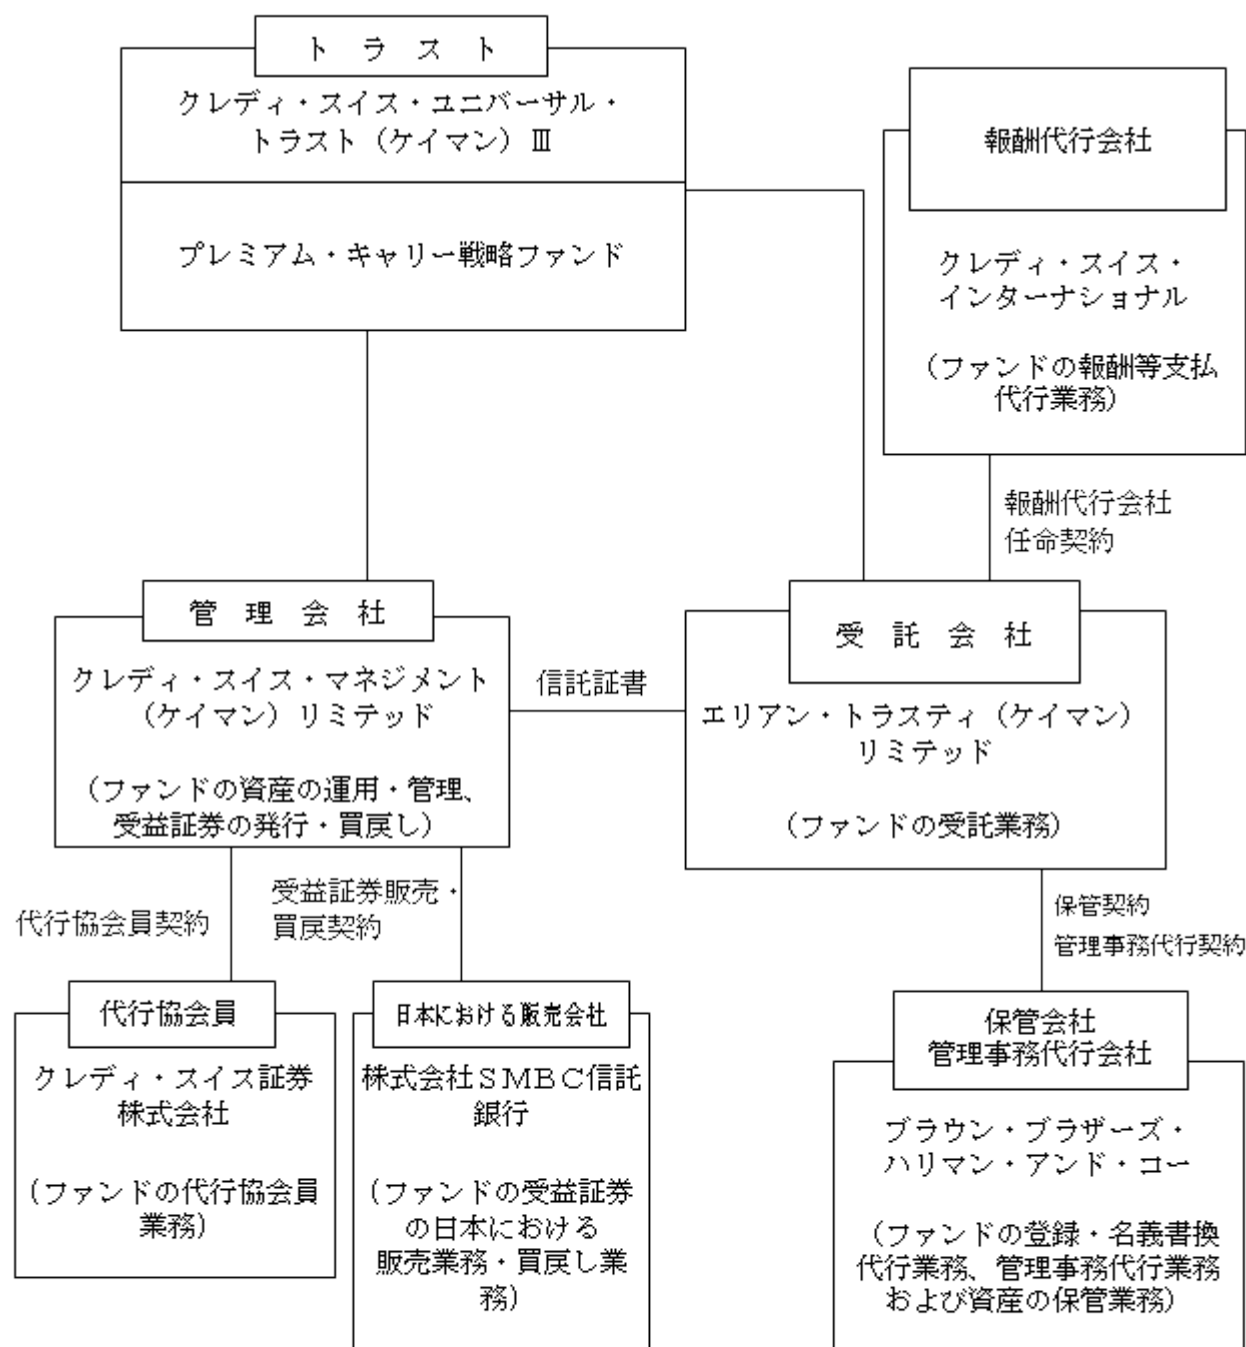 トラスト
クレディ・スイス・ユニバーサル・
トラスト（ケイマン）Ⅲ
プレミアム・キャリー戦略ファンド
報酬代行会社
クレディ・スイス・
インターナショナル
（ファンドの報酬等支払
代行業務）
報酬代行会社
任命契約
管理会社
クレディ・スイス・マネジメント
（ケイマン）リミテッド
（ファンドの資産の運用・管理、
受益証券の発行・買戻し）
信託証書
受託会社
エリアン・トラスティ（ケイマン）
リミテッド
（ファンドの受託業務）
代行協会員契約
受益証券販売・
買戻契約
保管契約
管理事務代行契約
代行協会員
クレディ・スイス証券
株式会社
（ファンドの代行協会員
業務）
日本における販売会社
株式会社ＳＭＢＣ信託
銀行
（ファンドの受益証券
の日本における
販売業務・買戻し業
務）
保管会社
管理事務代行会社
ブラウン・ブラザーズ・
ハリマン・アンド・コー
（ファンドの登録・名義書換
代行業務、管理事務代行業務
および資産の保管業務）